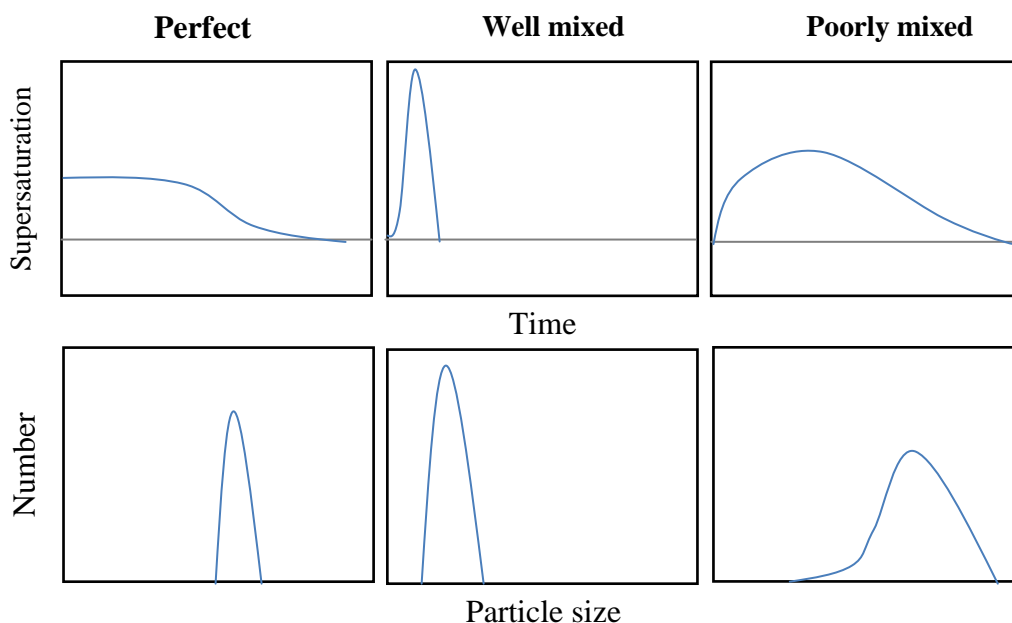 Perfect
Well mixed
Poorly mixed
Supersaturation
Time
Number
Particle size